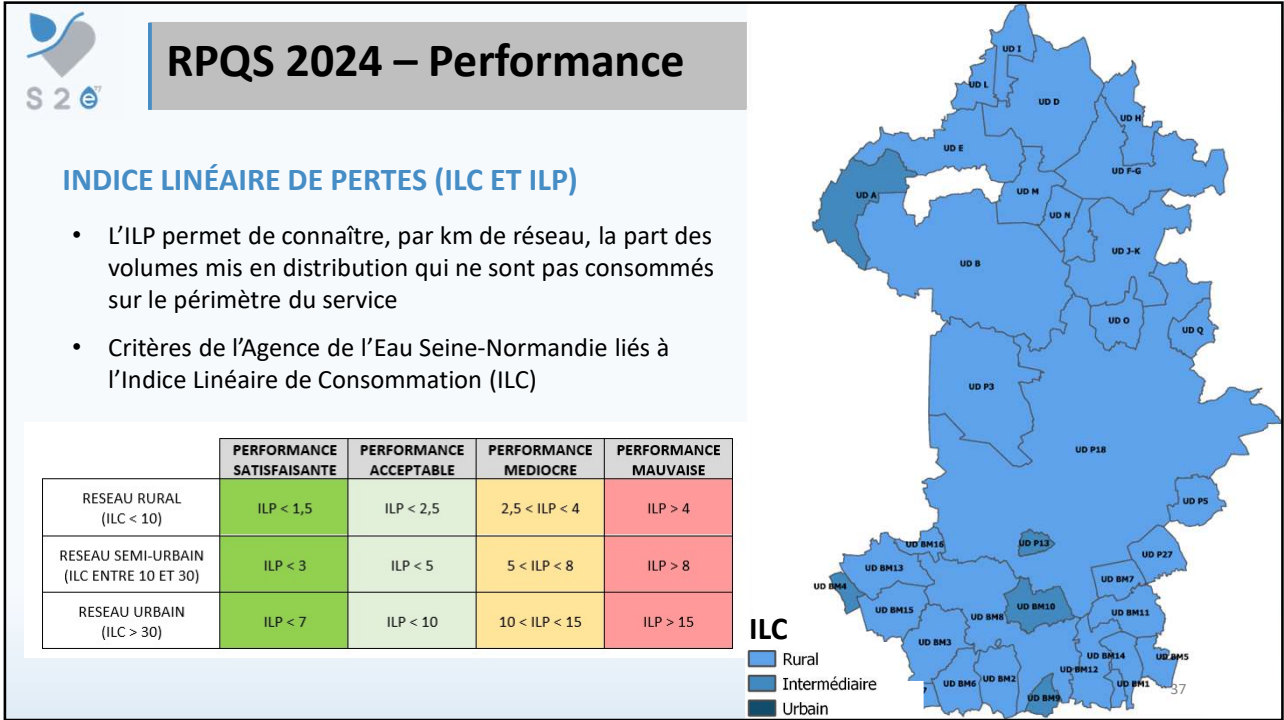 S2e77
RPQS 2024 – Performance
INDICE LINÉAIRE DE PERTES (ILC ET ILP)
• L’ILP permet de connaître, par km de réseau, la part des
volumes mis en distribution qui ne sont pas consommés
sur le périmètre du service
• Critères de l’Agence de l’Eau Seine-Normandie liés à
l’Indice Linéaire de Consommation (ILC)
PERFORMANCE SATISFAISANTE
PERFORMANCE ACCEPTABLE
PERFORMANCE MEDIOCRE
PERFORMANCE MAUVAISE
RESEAU RURAL
(ILC < 10)
ILP < 1,5
ILP < 2,5
2,5 < ILP < 4
ILP > 4
RESEAU SEMI-URBAIN
(ILC ENTRE 10 ET 30)
ILP < 3
ILP < 5
5 < ILP < 8
ILP > 8
RESEAU URBAIN
(ILC > 30)
ILP < 7
ILP < 10
10 < ILP < 15
ILP > 15
UD I
UD L
UD D
UD H
UD E
UD F-G
UD A
UD M
UD N
UD B
UD J-K
UD O
UD Q
UD P3
UD P18
UD P5
UD BM16
UD P13
UD P27
UD BM13
UD BM4
UD BM7
UD BM15
UD BM10
UD BM8
UD BM11
UD BM3
UD BM14
UD BM5
UD BM12
UD BM6
UD BM2
UD BM1
UD BM9
7
ILC
Rural
Intermédiaire
Urbain
37